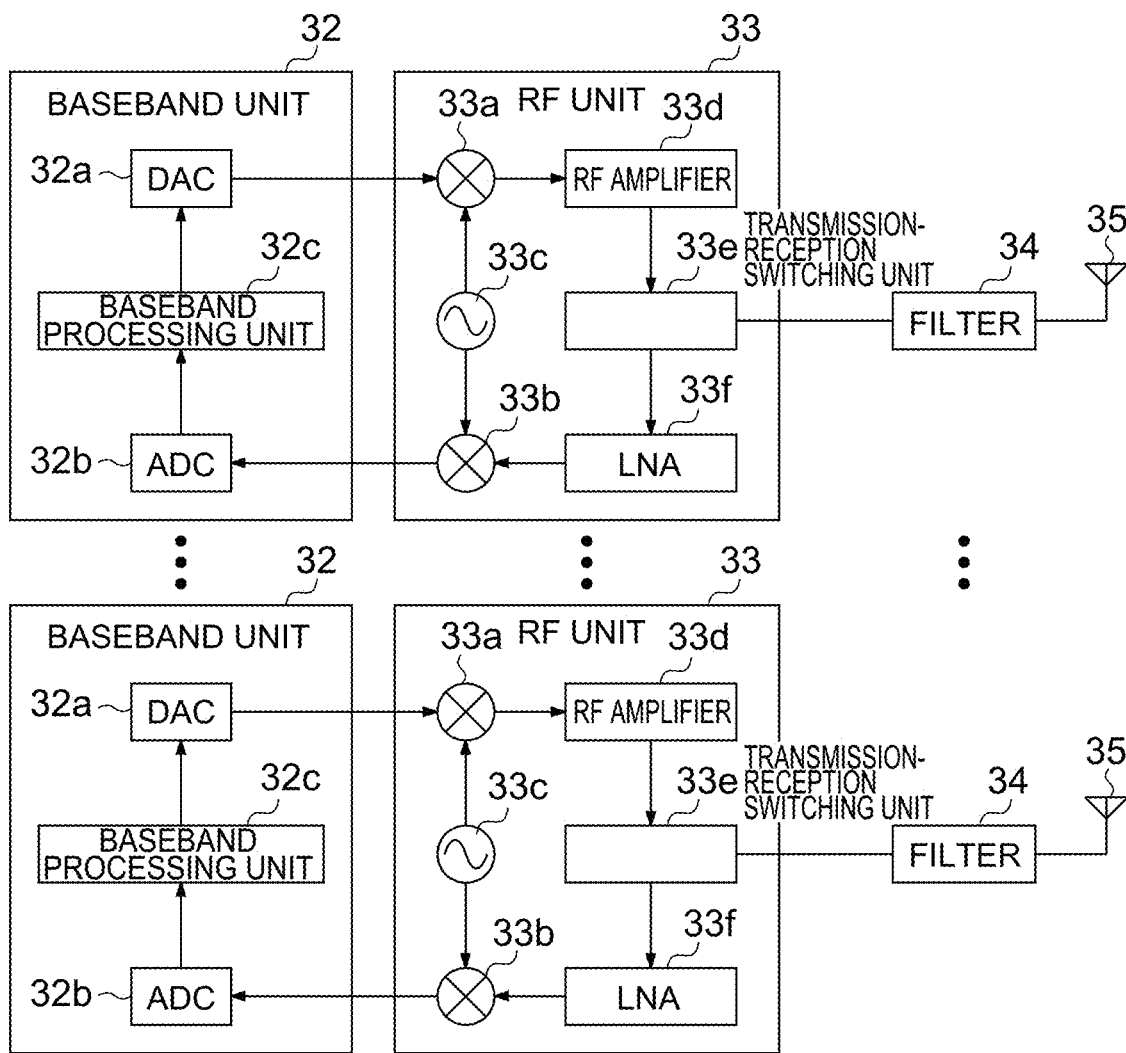 32
33
BASEBAND UNIT
RF UNIT
33a
33d
32a
DAC
RF AMPLIFIER
TRANSMISSION-
RECEPTION
SWITCHING UNIT
32c
33c
33e
34
35
BASEBAND
PROCESSING UNIT
FILTER
33b
33f
32b
ADC
LNA
32
33
BASEBAND UNIT
RF UNIT
33a
33d
32a
DAC
RF AMPLIFIER
TRANSMISSION-
RECEPTION
SWITCHING UNIT
32c
33c
33e
34
35
BASEBAND
PROCESSING UNIT
FILTER
33b
33f
32b
ADC
LNA